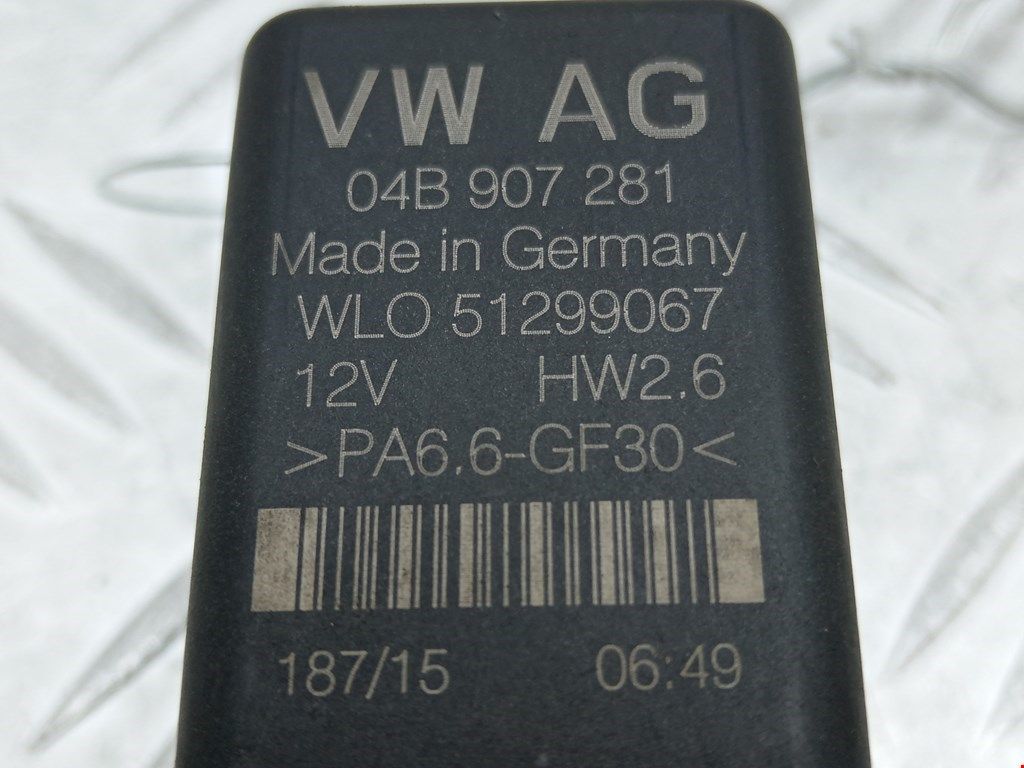 VW AG
04B 907 281
Made in Germany
WLO 51299067
12V HW2.6
>PA6.6-GF30<
187/15 06:49